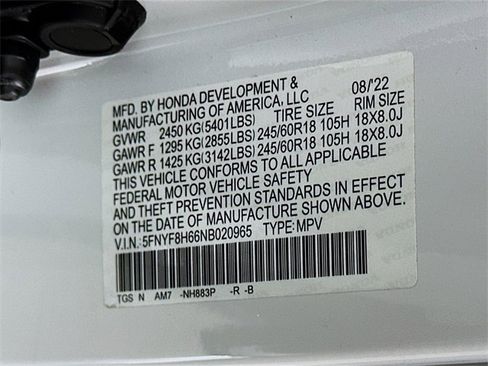 MFD. BY HONDA DEVELOPMENT & 08/'22
MANUFACTURING OF AMERICA, LLC
GVWR 2450 KG(5401LBS) TIRE SIZE RIM SIZE
GAWR F 1295 KG(2855LBS) 245/60R18 105H 18X8.0J
GAWR R 1425 KG(3142LBS) 245/60R18 105H 18X8.0J
THIS VEHICLE CONFORMS TO ALL APPLICABLE
FEDERAL MOTOR VEHICLE SAFETY
AND THEFT PREVENTION STANDARDS IN EFFECT
ON THE DATE OF MANUFACTURE SHOWN ABOVE.
V.I.N.: 5FNYF8H66NB020965 TYPE: MPV
TGS N AM7 -NH883P -R -B